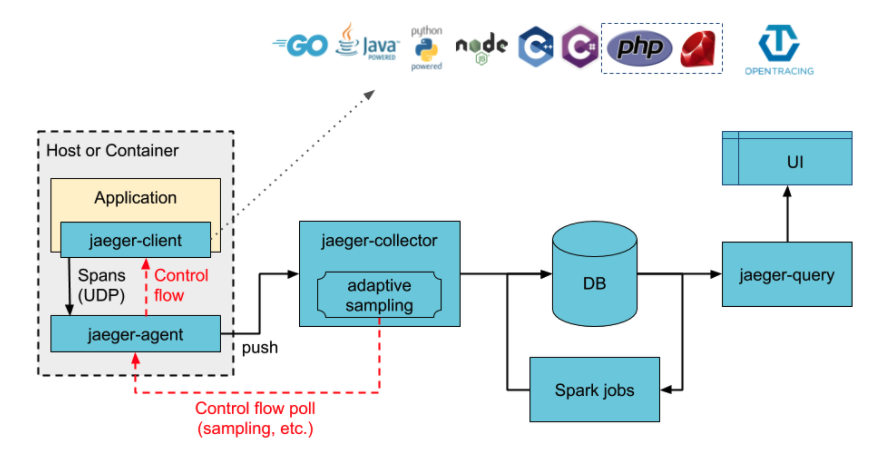 GO
Java
POWERED
python
powered
node
JS
C++
C#
php
OPENTRACING
Host or Container
Application
jaeger-client
Spans
(UDP)
Control
flow
jaeger-agent
push
jaeger-collector
adaptive
sampling
Control flow poll
(sampling, etc.)
DB
Spark jobs
jaeger-query
UI